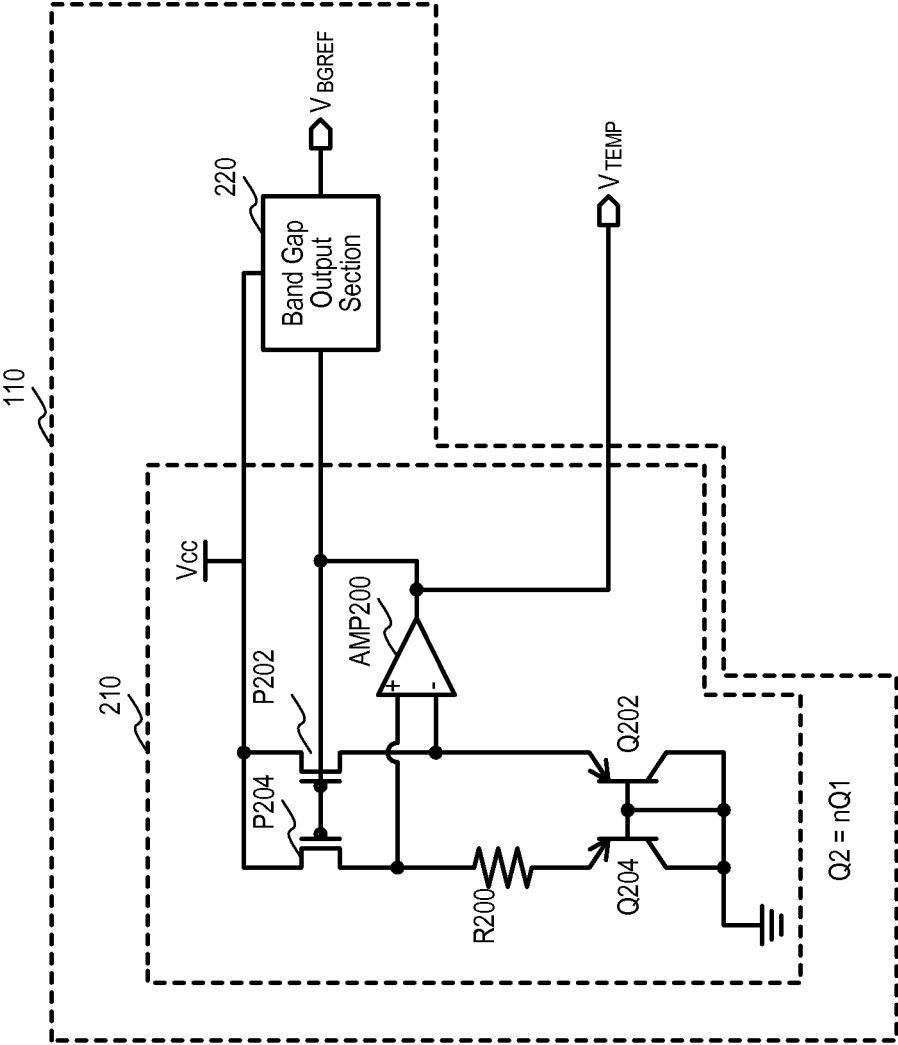 110
220
V BGREF
Band Gap
Output
Section
V TEMP
Vcc
210
P202
P204
AMP200
+
-
R200
Q202
Q204
Q2 = nQ1